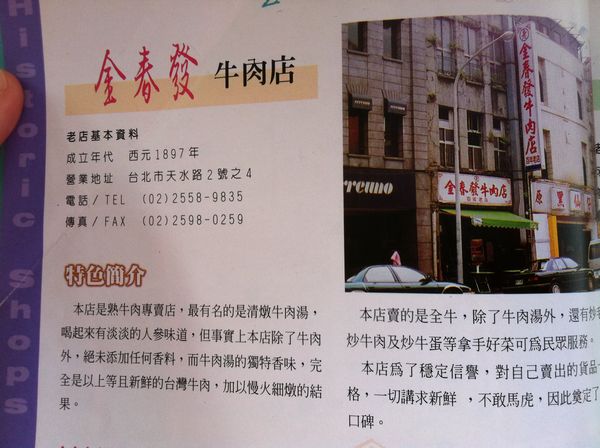 Historic Shops
金春發 牛肉店
老店基本資料
成立年代 西元1897年
營業地址 台北市天水路2號之4
電話/TEL (02)2558-9835
傳真/FAX (02)2598-0259
特色簡介
本店是熟牛肉專賣店，最有名的是清燉牛肉湯，
喝起來有淡淡的人參味道，但事實上本店除了牛肉
外，絕未添加任何香料，而牛肉湯的獨特香味，完
全是以上等且新鮮的台灣牛肉，加以慢火細燉的結
果。
金春發牛肉店
金春發牛肉店
原
本店賣的是全牛，除了牛肉湯外，還有炒
炒牛肉及炒牛蛋等拿手好菜可為民眾服務。
本店為了穩定信譽，對自己賣出的貨品
格，一切講求新鮮，不敢馬虎，因此奠定了
口碑。